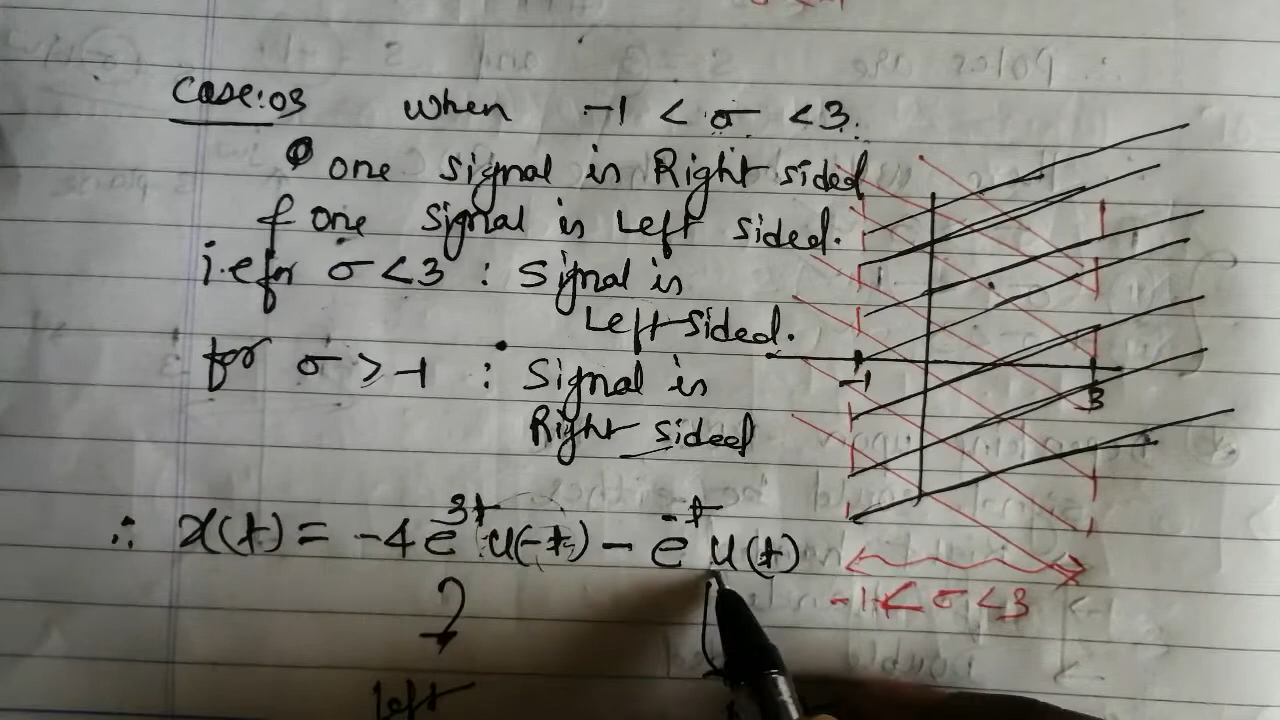 Case:03 when -1 < σ < 3.
one signal is Right sided
& one signal is Left sided.
i.e for σ < 3 : Signal is
Left sided.
for σ > -1 : Signal is
Right sided
-1
3
∴ x(t) = -4 e^{3t} u(-t) - e^{-t} u(t)
-1 < σ < 3
left